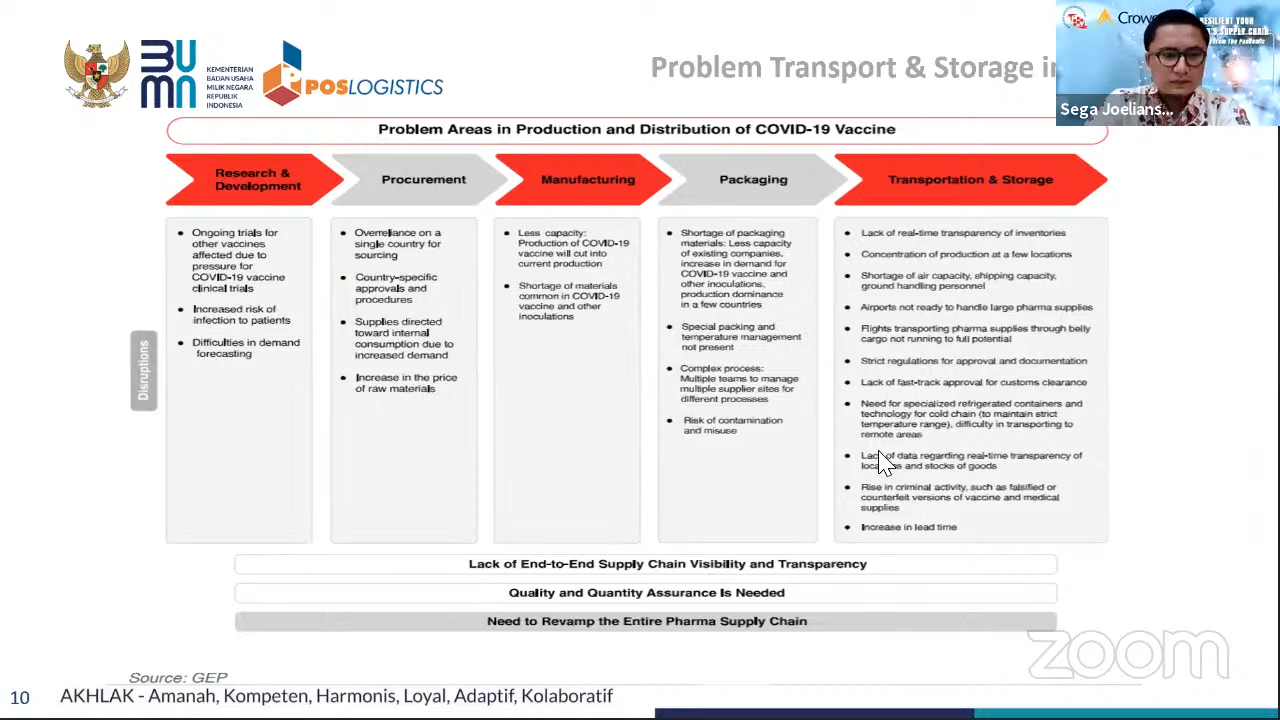 BUMN
KEMENTERIAN
BADAN USAHA
MILIK NEGARA
REPUBLIK
INDONESIA
POSLOGISTICS
Problem Transport & Storage in
Crow
RESILIENT YOUR
SUPPLY CHAIN
From The Pandemic
Sega Joelians...
Problem Areas in Production and Distribution of COVID-19 Vaccine
Research &
Development
Procurement
Manufacturing
Packaging
Transportation & Storage
Disruptions
• Ongoing trials for
other vaccines
affected due to
pressure for
COVID-19 vaccine
clinical trials
• Increased risk of
infection to patients
• Difficulties in demand
forecasting
• Overreliance on a
single country for
sourcing
• Country-specific
approvals and
procedures
• Supplies directed
toward internal
consumption due to
increased demand
• Increase in the price
of raw materials
• Less capacity:
Production of COVID-19
vaccine will cut into
current production
• Shortage of materials
common in COVID-19
vaccine and other
inoculations
• Shortage of packaging
materials: Less capacity
of existing companies,
increase in demand for
COVID-19 vaccine and
other inoculations,
production dominance
in a few countries
• Special packing and
temperature management
not present
• Complex process:
Multiple teams to manage
multiple supplier sites for
different processes
• Risk of contamination
and misuse
• Lack of real-time transparency of inventories
• Concentration of production at a few locations
• Shortage of air capacity, shipping capacity,
ground handling personnel
• Airports not ready to handle large pharma supplies
• Flights transporting pharma supplies through belly
cargo not running to full potential
• Strict regulations for approval and documentation
• Lack of fast-track approval for customs clearance
• Need for specialized refrigerated containers and
technology for cold chain (to maintain strict
temperature range), difficulty in transporting to
remote areas
• Lack of data regarding real-time transparency of
and stocks of goods
• Rise in criminal activity, such as falsified or
counterfeit versions of vaccine and medical
supplies
• Increase in lead time
Lack of End-to-End Supply Chain Visibility and Transparency
Quality and Quantity Assurance Is Needed
Need to Revamp the Entire Pharma Supply Chain
zoom
Source: GEP
10 AKHLAK - Amanah, Kompeten, Harmonis, Loyal, Adaptif, Kolaboratif